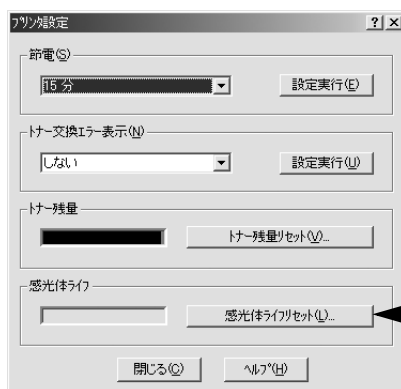 プリンタ設定
節電(S)
15 分 設定実行(E)
トナー交換エラー表示(N)
しない 設定実行(U)
トナー残量
トナー残量リセット(V)...
感光体ライフ
感光体ライフリセット(L)...
閉じる(C) ヘルプ(H)